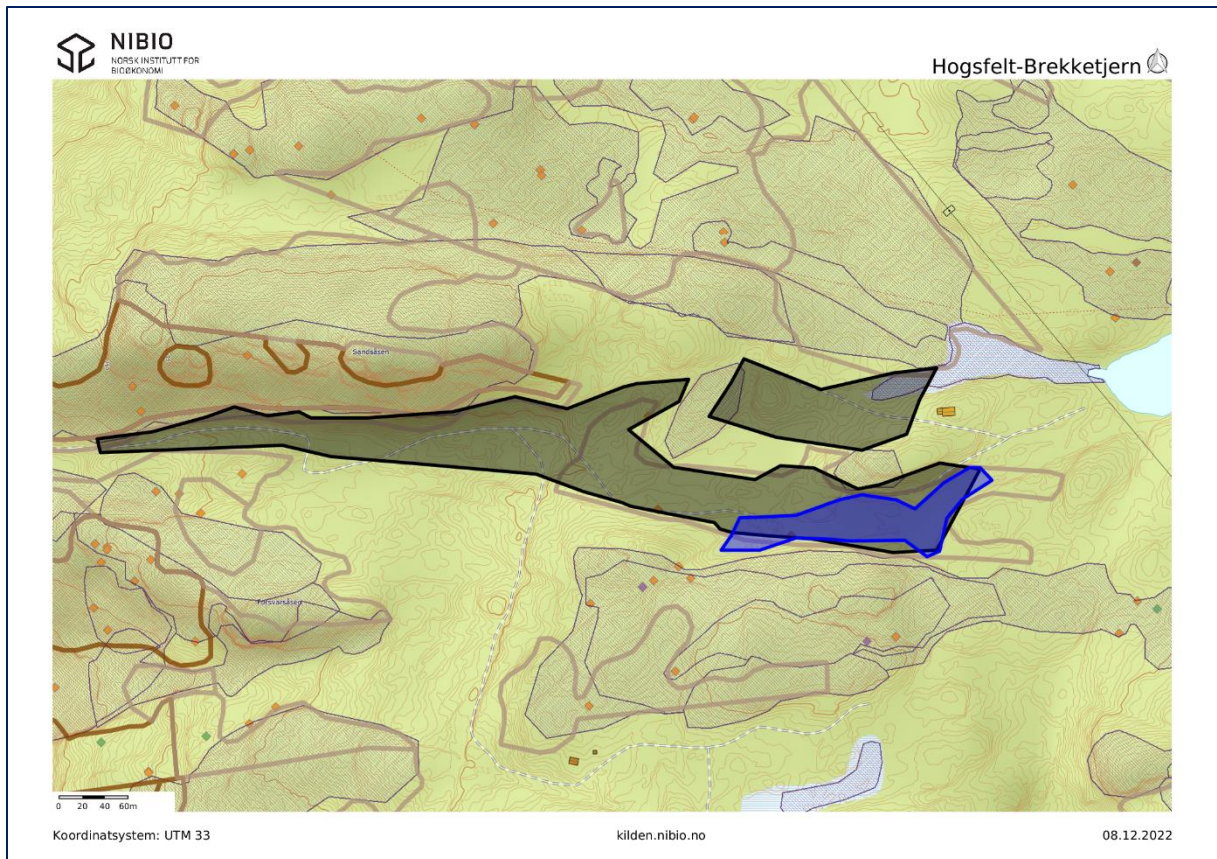 NIBIO
NORSK INSTITUTT FOR
BIOØKONOMI
Hogsfelt-Brekketjern
Sandsåsen
Forsvarsåsen
0 20 40 60m
Koordinatsystem: UTM 33
kilden.nibio.no
08.12.2022